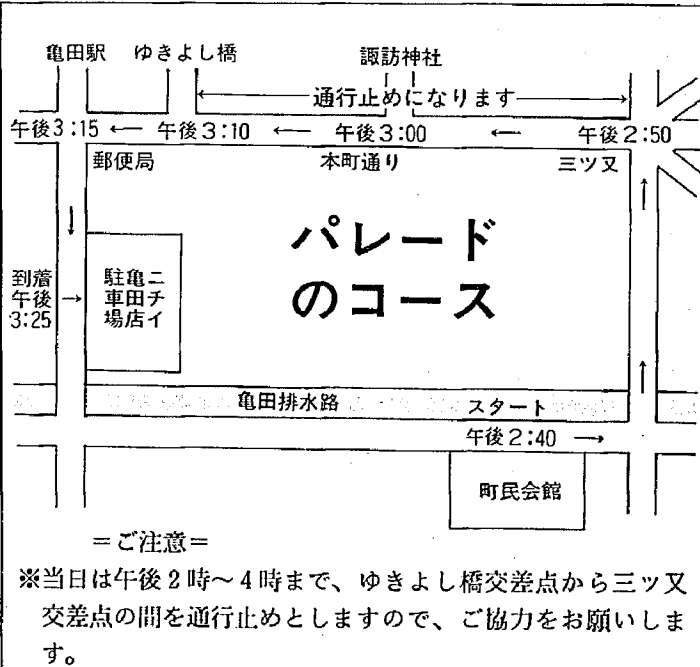 亀田駅 ゆきよし橋 諏訪神社
通行止めになります
午後3:15 ← 午後3:10 ← 午後3:00 ← 午後2:50
郵便局 本町通り 三ツ又
パレード
のコース
到着
午後
3:25
→
ニチイ
亀田店
駐車場
亀田排水路 スタート
午後2:40 →
町民会館
=ご注意=
※当日は午後2時~4時まで、ゆきよし橋交差点から三ツ又
交差点の間を通行止めとしますので、ご協力をお願いしま
す。